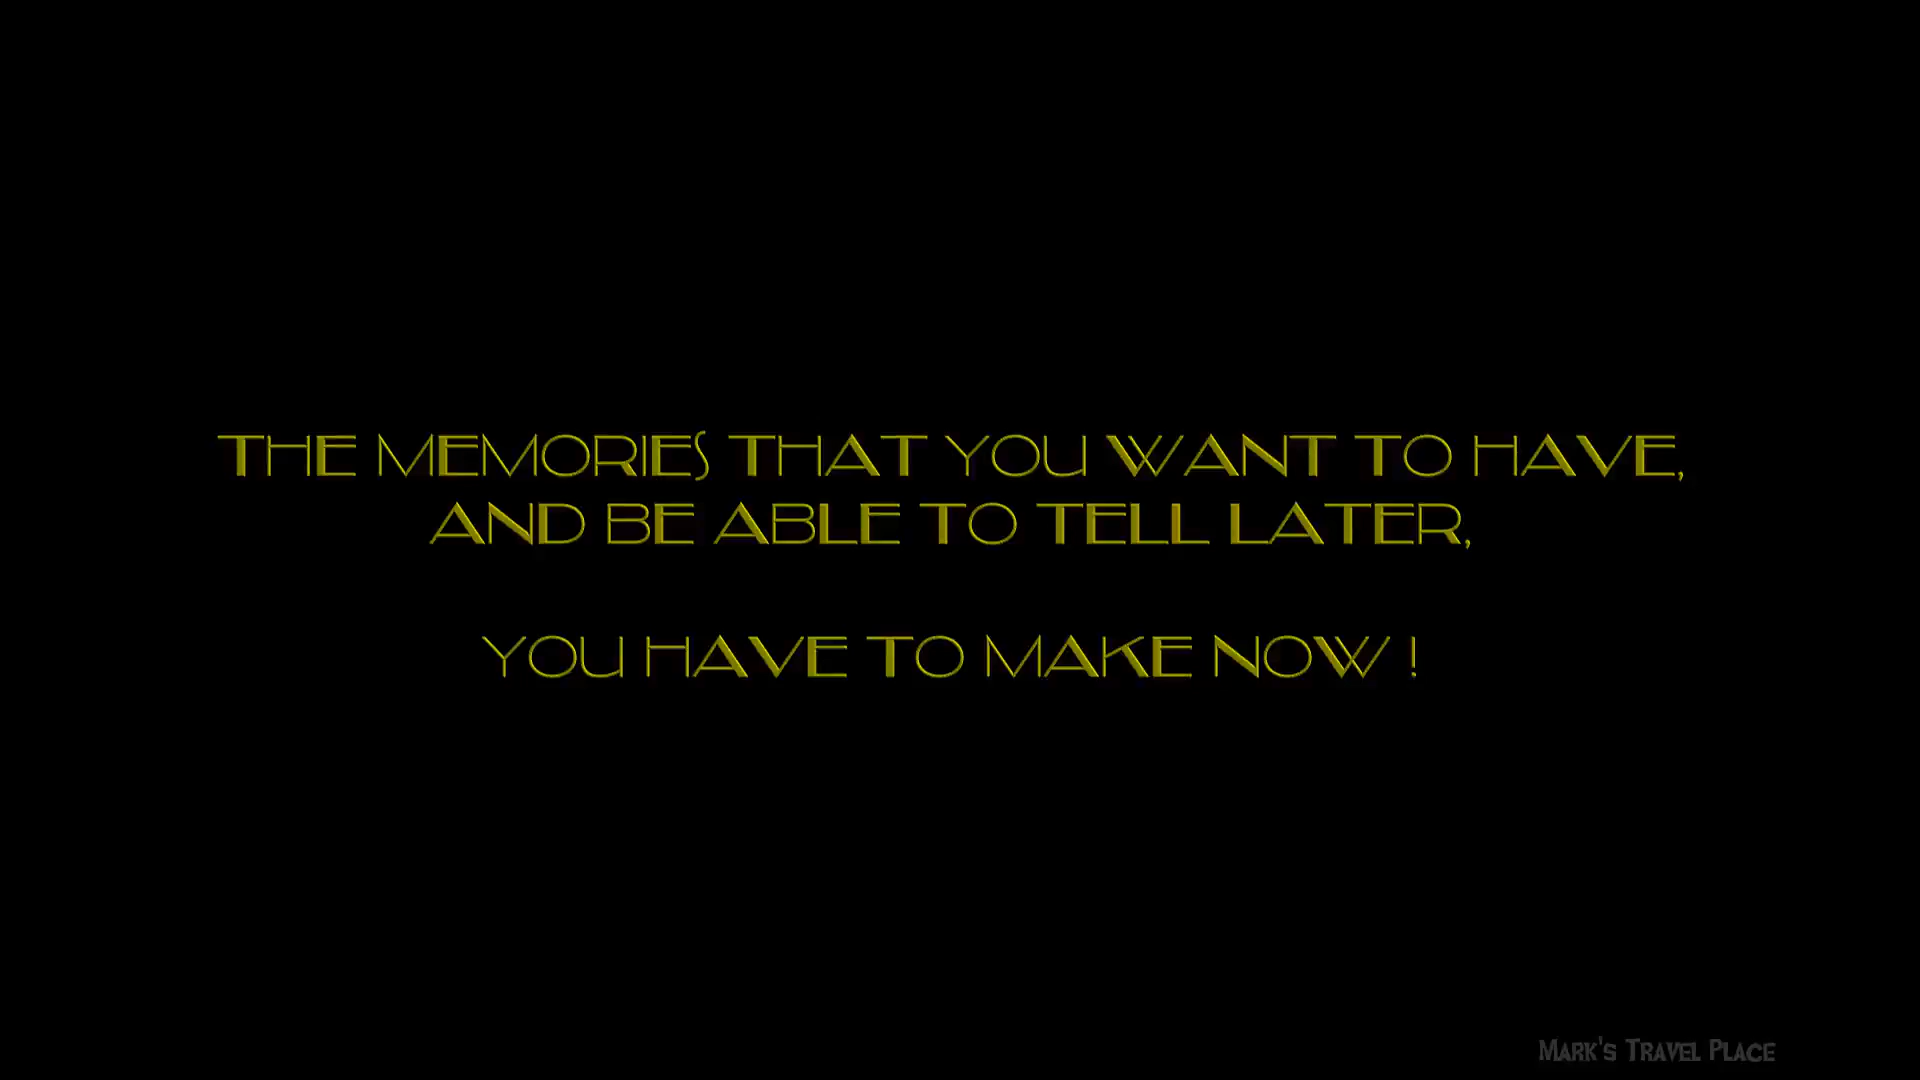 THE MEMORIES THAT YOU WANT TO HAVE,
AND BE ABLE TO TELL LATER,
YOU HAVE TO MAKE NOW !
MARK'S TRAVEL PLACE